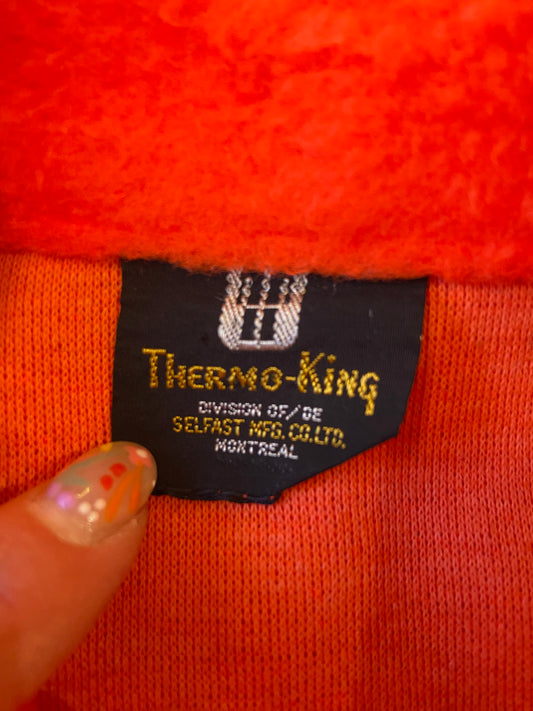 THERMO-KING
DIVISION OF/DE
SELFAST MFG. CO. LTD.
MONTREAL